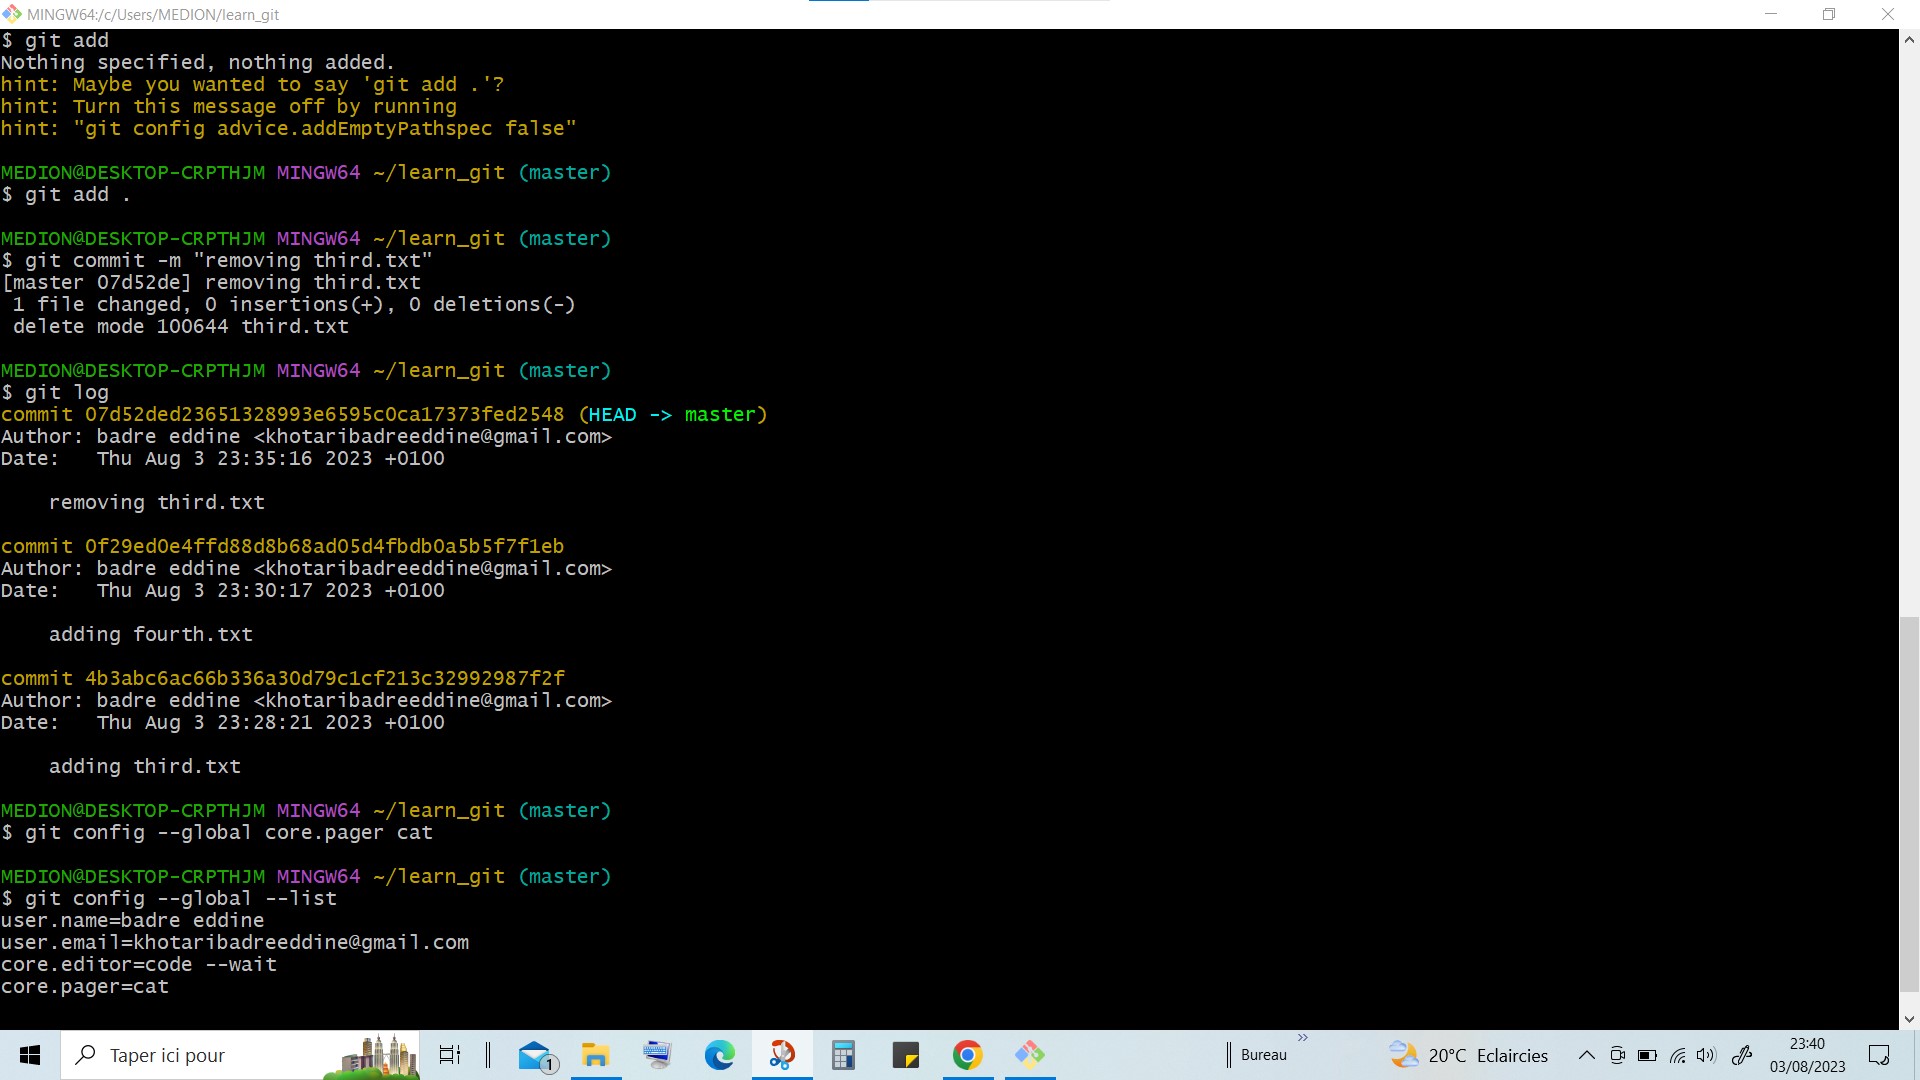 MINGW64:/c/Users/MEDION/learn_git
$ git add
Nothing specified, nothing added.
hint: Maybe you wanted to say 'git add .'?
hint: Turn this message off by running
hint: "git config advice.addEmptyPathspec false"
MEDION@DESKTOP-CRPTHJM MINGW64 ~/learn_git (master)
$ git add .
MEDION@DESKTOP-CRPTHJM MINGW64 ~/learn_git (master)
$ git commit -m "removing third.txt"
[master 07d52de] removing third.txt
1 file changed, 0 insertions(+), 0 deletions(-)
delete mode 100644 third.txt
MEDION@DESKTOP-CRPTHJM MINGW64 ~/learn_git (master)
$ git log
commit 07d52ded23651328993e6595c0ca17373fed2548 (HEAD -> master)
Author: badre eddine <khotaribadreeddine@gmail.com>
Date:   Thu Aug 3 23:35:16 2023 +0100
removing third.txt
commit 0f29ed0e4ffd88d8b68ad05d4fbdb0a5b5f7f1eb
Author: badre eddine <khotaribadreeddine@gmail.com>
Date:   Thu Aug 3 23:30:17 2023 +0100
adding fourth.txt
commit 4b3abc6ac66b336a30d79c1cf213c32992987f2f
Author: badre eddine <khotaribadreeddine@gmail.com>
Date:   Thu Aug 3 23:28:21 2023 +0100
adding third.txt
MEDION@DESKTOP-CRPTHJM MINGW64 ~/learn_git (master)
$ git config --global core.pager cat
MEDION@DESKTOP-CRPTHJM MINGW64 ~/learn_git (master)
$ git config --global --list
user.name=badre eddine
user.email=khotaribadreeddine@gmail.com
core.editor=code --wait
core.pager=cat
Taper ici pour
1
Bureau
20°C Eclaircies
23:40
03/08/2023